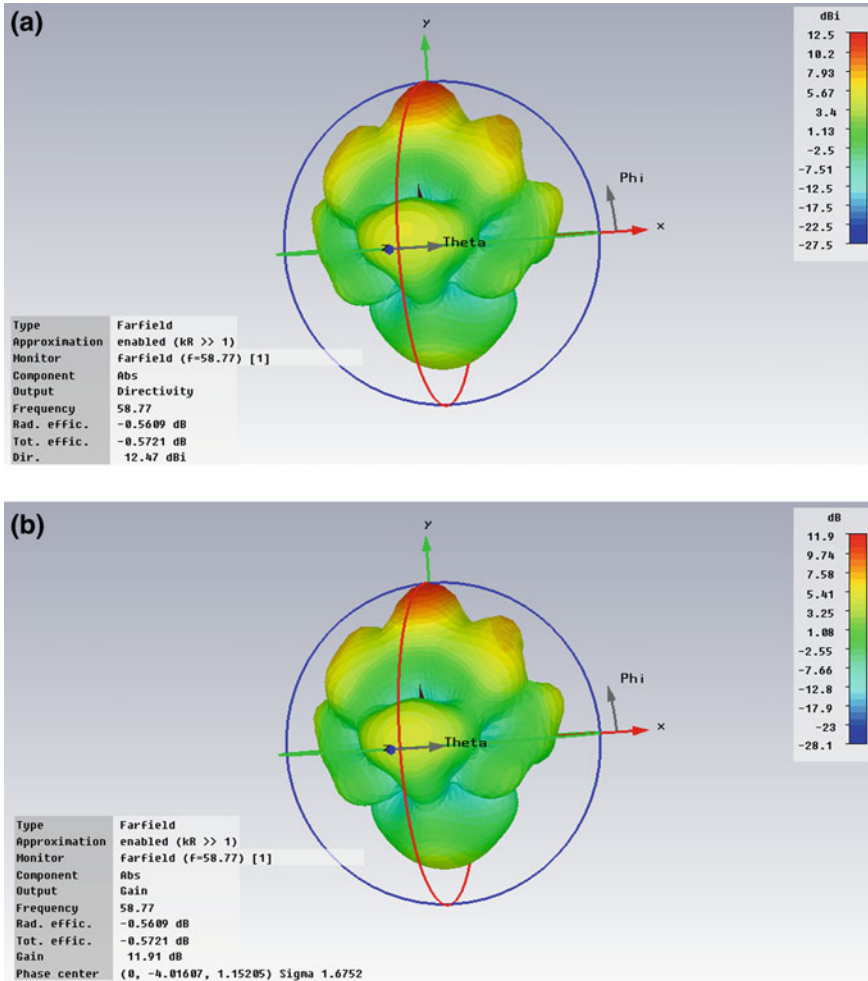 (a)
y
dBi
12.5
10.2
7.93
5.67
3.4
1.13
-2.5
-7.51
-12.5
-17.5
-22.5
-27.5
Phi
x
z
Theta
Type Farfield
Approximation enabled (kR >> 1)
Monitor farfield (f=58.77) [1]
Component Abs
Output Directivity
Frequency 58.77
Rad. effic. -0.5609 dB
Tot. effic. -0.5721 dB
Dir. 12.47 dBi
(b)
y
dB
11.9
9.74
7.58
5.41
3.25
1.08
-2.55
-7.66
-12.8
-17.9
-23
-28.1
Phi
x
z
Theta
Type Farfield
Approximation enabled (kR >> 1)
Monitor farfield (f=58.77) [1]
Component Abs
Output Gain
Frequency 58.77
Rad. effic. -0.5609 dB
Tot. effic. -0.5721 dB
Gain 11.91 dB
Phase center (0, -4.01607, 1.15205) Sigma 1.6752